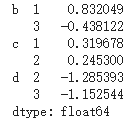 b  1    0.832049
   3   -0.438122
c  1    0.319678
   2    0.245300
d  2   -1.285393
   3   -1.152544
dtype: float64